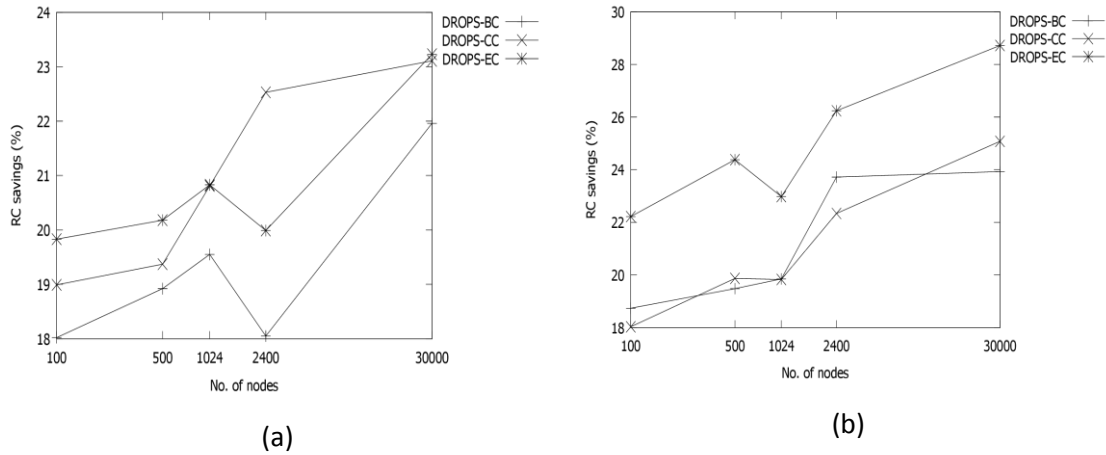 24
23
22
21
20
19
18
RC savings (%)
100 500 1024 2400 30000
No. of nodes
DROPS-BC
DROPS-CC
DROPS-EC
(a)
30
28
26
24
22
20
18
RC savings (%)
100 500 1024 2400 30000
No. of nodes
DROPS-BC
DROPS-CC
DROPS-EC
(b)